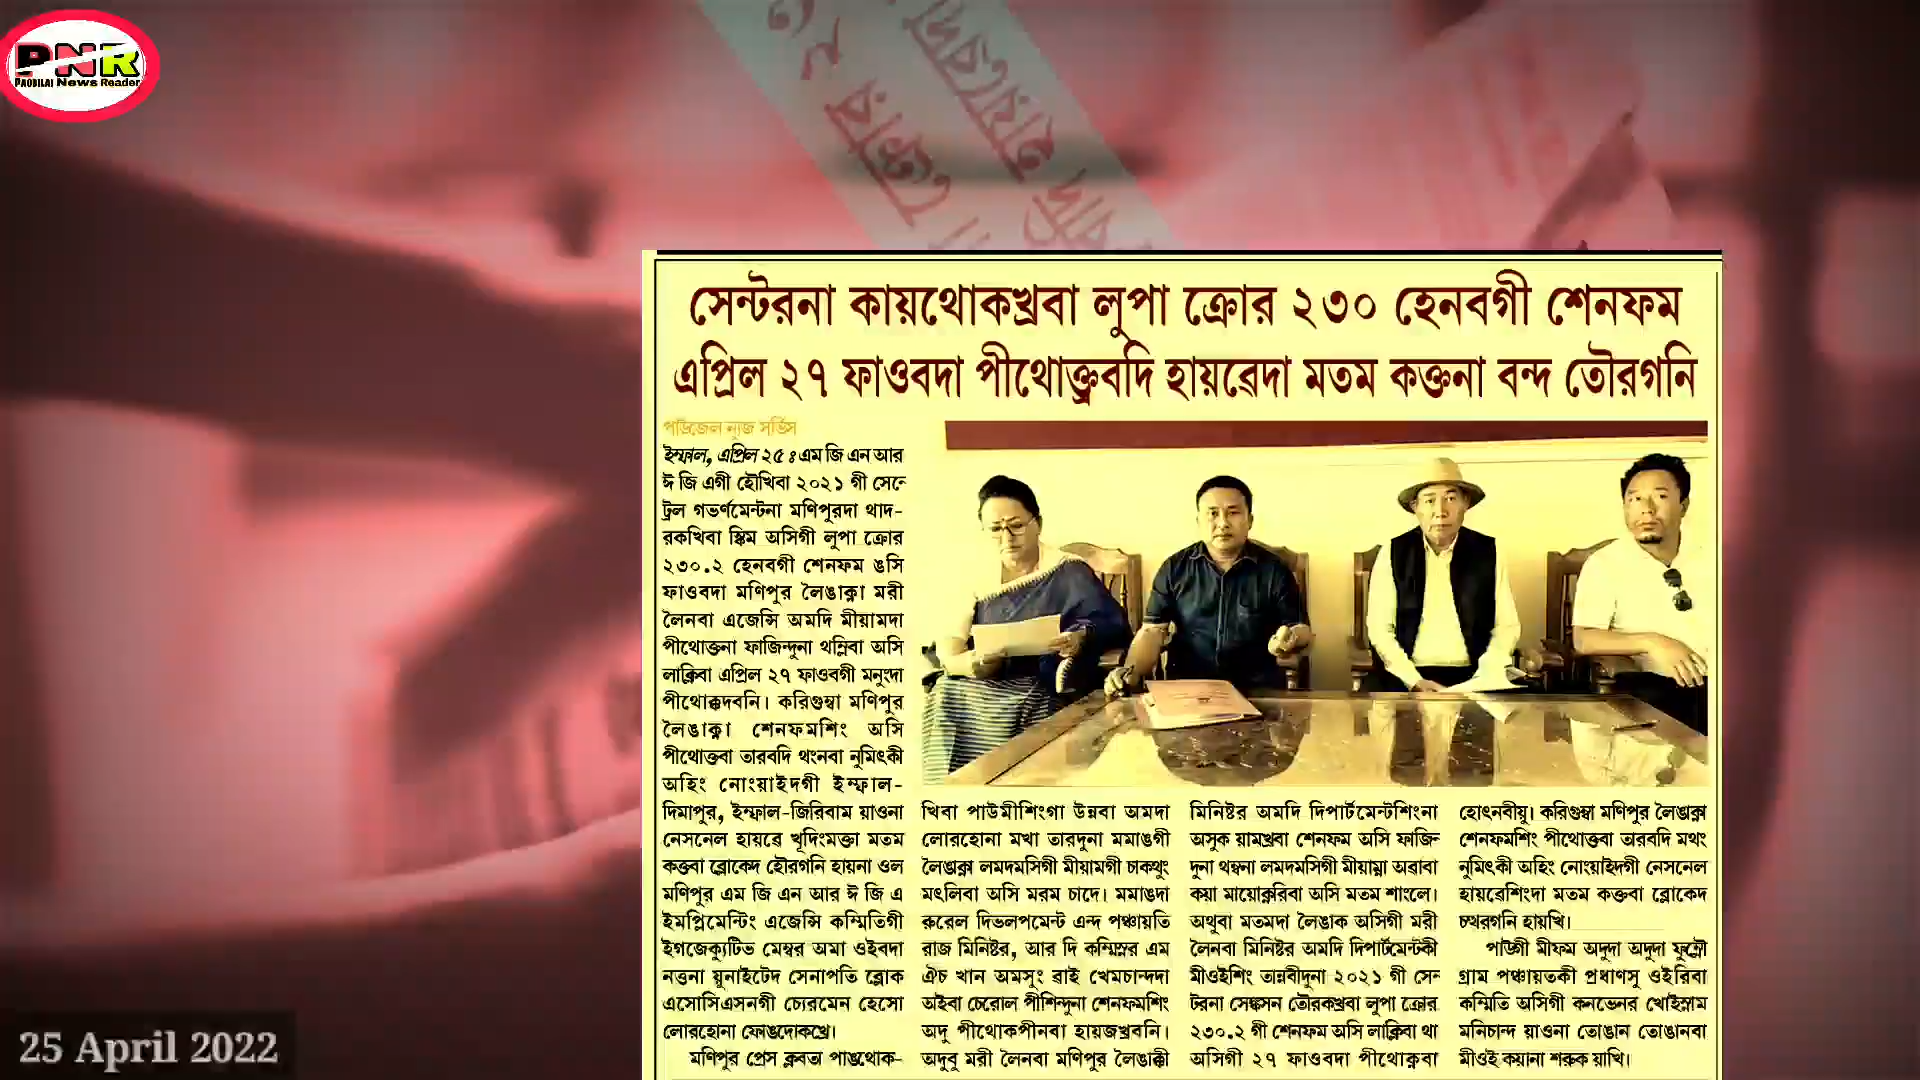 PNR
PAOBILAI News Reader
সেন্টরনা কায়থোকখ্রবা লুপা ক্রোর ২৩০ হেনবগী শেনফম
এপ্রিল ২৭ ফাওবদা পীথোক্ত্রবদি হায়ৱেদা মতম কক্তনা বন্দ তৌরগনি
পাউজেল ন্যুজ সর্ভিস
ইম্ফাল, এপ্রিল ২৫ ঃ এম জি এন আর
ঈ জি এগী হৌখিবা ২০২১ গী সেন্
ট্রল গভর্ণমেন্টনা মণিপুরদা থাদ-
রকখিবা স্কিম অসিগী লুপা ক্রোর
২৩০.২ হেনবগী শেনফম ঙসি
ফাওবদা মণিপুর লৈঙাক্না মরী
লৈনবা এজেন্সি অমদি মীয়ামদা
পীথোক্তনা ফাজিন্দুনা থম্লিবা অসি
লাক্লিবা এপ্রিল ২৭ ফাওবগী মনুংদা
পীথোক্কদবনি। করিগুম্বা মণিপুর
লৈঙাক্না শেনফমশিং অসি
পীথোক্তবা তারবদি থংনবা নুমিৎকী
অহিং নোংয়াইদগী ইম্ফাল-
দিমাপুর, ইম্ফাল-জিরিবাম য়াওনা
নেসনেল হায়ৱে খূদিংমক্তা মতম
কক্তবা ব্লোকেদ হৌরগনি হায়না ওল
মণিপুর এম জি এন আর ঈ জি এ
ইমপ্লিমেন্টিং এজেন্সি কম্মিতিগী
ইগজেক্যুটিভ মেম্বর অমা ওইবদা
নত্তনা য়ুনাইটেদ সেনাপতি ব্লোক
এসোসিএসনগী চ্যেরমেন হেসো
লোরহোনা ফোঙদোকখ্রে।
মণিপুর প্রেস ক্লবতা পাঙথোক-
খিবা পাউমীশিংগা উন্নবা অমদা
লোরহোনা মখা তারদুনা মমাঙগী
লৈঙাক্না লমদমসিগী মীয়ামগী চাকথুং
মৎলিবা অসি মরম চাদে। মমাঙদা
রুরেল দিভলপমেন্ট এন্দ পঞ্চায়তি
রাজ মিনিষ্টর, আর দি কম্মিস্নর এম
ঐচ খান অমসুং ৱাই খেমচান্দদা
অইবা চেরোল পীশিন্দুনা শেনফমশিং
অদু পীথোকপীনবা হায়জখ্রবনি।
অদুবু মরী লৈনবা মণিপুর লৈঙাক্কী
মিনিষ্টর অমদি দিপার্টমেন্টশিংনা
অসুক য়ামখ্রবা শেনফম অসি ফাজি
দুনা থম্বনা লমদমসিগী মীয়াম্না অৱাবা
কয়া মায়োক্নরিবা অসি মতম শাংলে।
অথুবা মতমদা লৈঙাক অসিগী মরী
লৈনবা মিনিষ্টর অমদি দিপার্টমেন্টকী
মীওইশিং তান্নবীদুনা ২০২১ গী সেন
টরনা সেঙ্কসন তৌরকখ্রবা লুপা ক্রোর
২৩০.২ গী শেনফম অসি লাক্লিবা থা
অসিগী ২৭ ফাওবদা পীথোক্নবা
হোৎনবীয়ু। করিগুম্বা মণিপুর লৈঙাক্না
শেনফমশিং পীথোক্তবা তারবদি মথং
নুমিৎকী অহিং নোংয়াইদগী নেসনেল
হায়ৱেশিংদা মতম কক্তবা ব্লোকেদ
চত্থরগনি হায়খি।
পাউগী মীফম অদুদা অদুদা ফুন্লৌ
গ্রাম পঞ্চায়তকী প্রধাণসু ওইরিবা
কম্মিতি অসিগী কনভেনর খোইস্নাম
মনিচান্দ য়াওনা তোঙান তোঙানবা
মীওই কয়ানা শরুক য়াখি।
25 April 2022